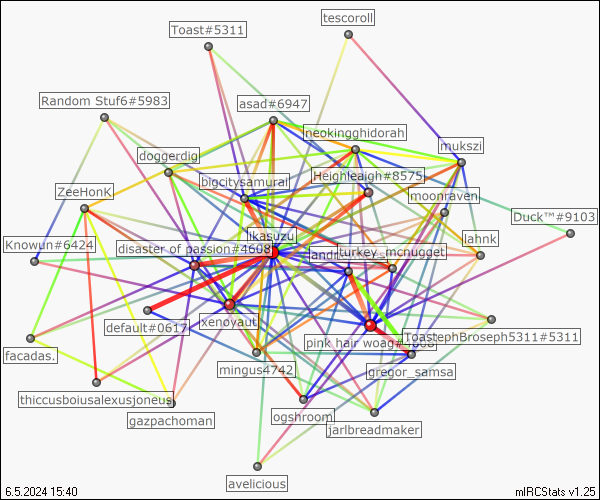 tescoroll
Toast#5311
Random Stuf6#5983
asad#6947
neokingghidorah
mukszi
doggerdig
Heighleaigh#8575
bigcitysamurai
ZeeHonK
moonraven
Duck™#9103
ikasuzu
lahnk
Knowun#6424
disaster of passion#4608
turkey_mcnugget
default#0617
xenoyaut
pink hair woag#
ToastephBroseph5311#5311
facadas.
mingus4742
gregor_samsa
thiccusboiusalexusjoneus
gazpachoman
ogshroom
jarlbreadmaker
avelicious
6.5.2024 15:40
mIRCStats v1.25